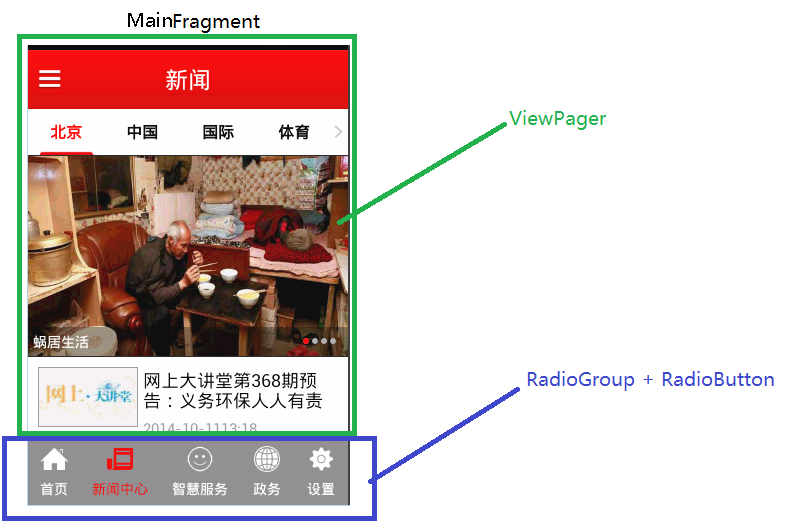 MainFragment
新闻
北京 中国 国际 体育
ViewPager
蜗居生活
网上·大讲堂
网上大讲堂第368期预
告：义务环保人人有责
2014-10-1113:18
RadioGroup + RadioButton
首页 新闻中心 智慧服务 政务 设置